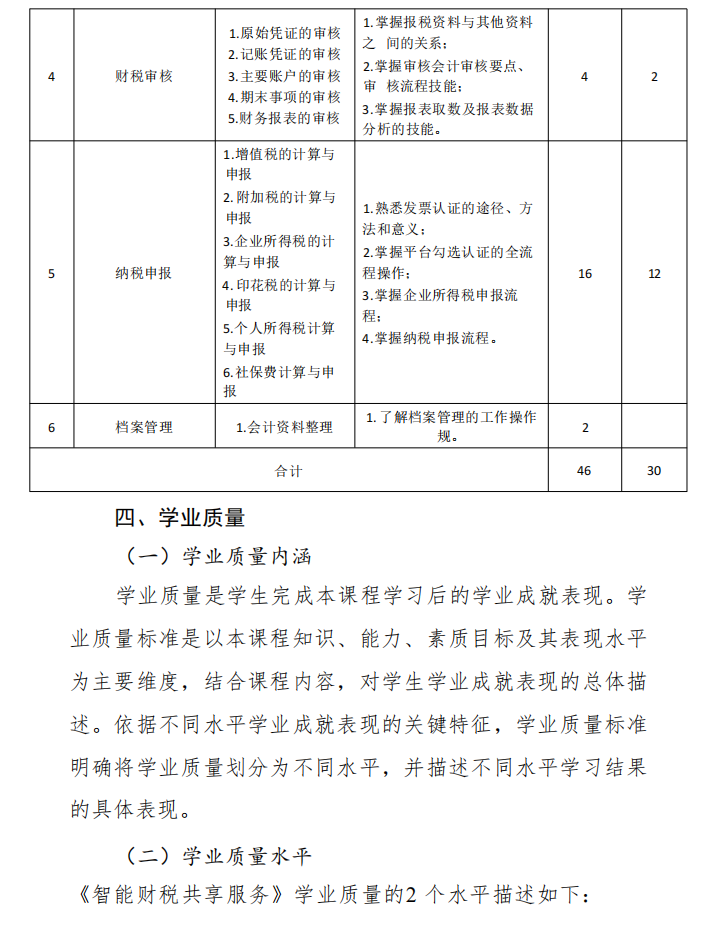 4
财税审核
1.原始凭证的审核
2.记账凭证的审核
3.主要账户的审核
4.期末事项的审核
5.财务报表的审核
1.掌握报税资料与其他资料
之 间的关系；
2.掌握审核会计审核要点、
审 核流程技能；
3.掌握报表取数及报表数据
分析的技能。
4
2
5
纳税申报
1.增值税的计算与
申报
2. 附加税的计算与
申报
3.企业所得税的计
算与申报
4. 印花税的计算与
申报
5.个人所得税计算
与申报
6.社保费计算与申
报
1.熟悉发票认证的途径、方
法和意义；
2.掌握平台勾选认证的全流
程操作；
3.掌握企业所得税申报流
程；
4.掌握纳税申报流程。
16
12
6
档案管理
1.会计资料整理
1. 了解档案管理的工作操作
规。
2
合计
46
30
四、学业质量
（一）学业质量内涵
学业质量是学生完成本课程学习后的学业成就表现。学
业质量标准是以本课程知识、能力、素质目标及其表现水平
为主要维度，结合课程内容，对学生学业成就表现的总体描
述。依据不同水平学业成就表现的关键特征，学业质量标准
明确将学业质量划分为不同水平，并描述不同水平学习结果
的具体表现。
（二）学业质量水平
《智能财税共享服务》学业质量的2 个水平描述如下：